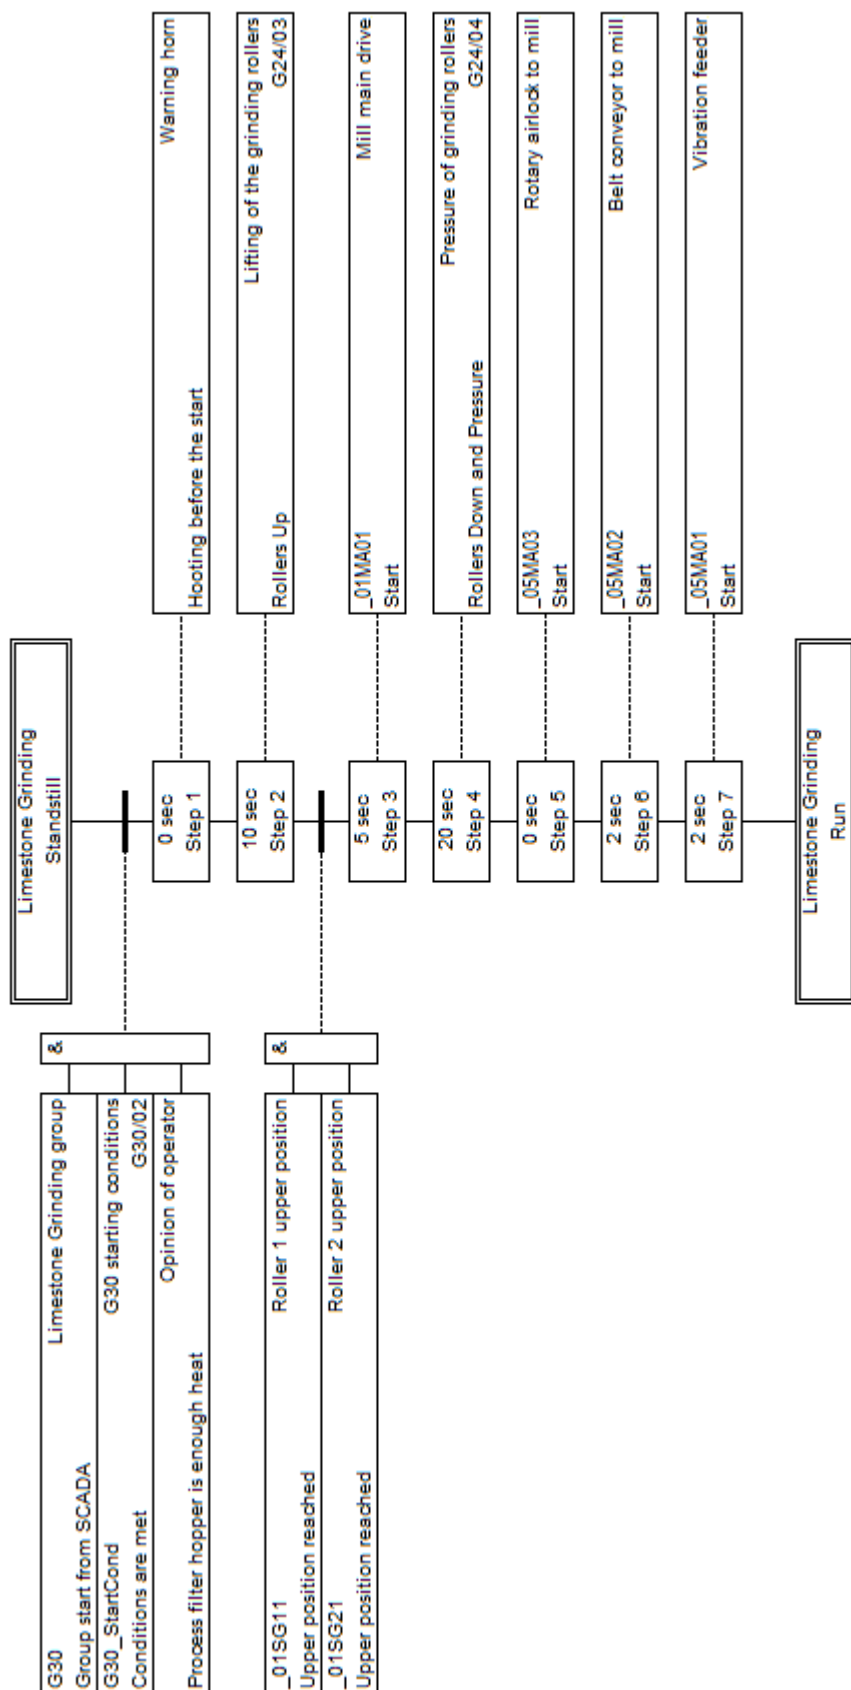 Limestone Grinding
Standstill
G30
Limestone Grinding group
Group start from SCADA
G30_StartCond
G30 starting conditions
Conditions are met
G30/02
Opinion of operator
Process filter hopper is enough heat
&
0 sec
Step 1
Warning horn
Hooting before the start
10 sec
Step 2
Lifting of the grinding rollers
Rollers Up
G24/03
_01SG11
Roller 1 upper position
Upper position reached
_01SG21
Roller 2 upper position
Upper position reached
&
5 sec
Step 3
_01MA01
Mill main drive
Start
20 sec
Step 4
Pressure of grinding rollers
Rollers Down and Pressure
G24/04
0 sec
Step 5
_05MA03
Rotary airlock to mill
Start
2 sec
Step 6
_05MA02
Belt conveyor to mill
Start
2 sec
Step 7
_05MA01
Vibration feeder
Start
Limestone Grinding
Run